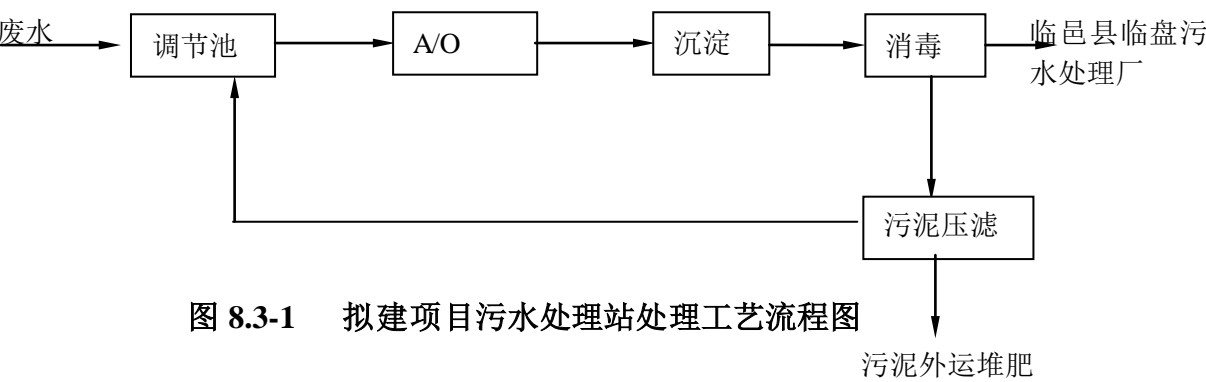 废水
调节池
A/O
沉淀
消毒
临邑县临盘污
水处理厂
污泥压滤
图 8.3-1 拟建项目污水处理站处理工艺流程图
污泥外运堆肥